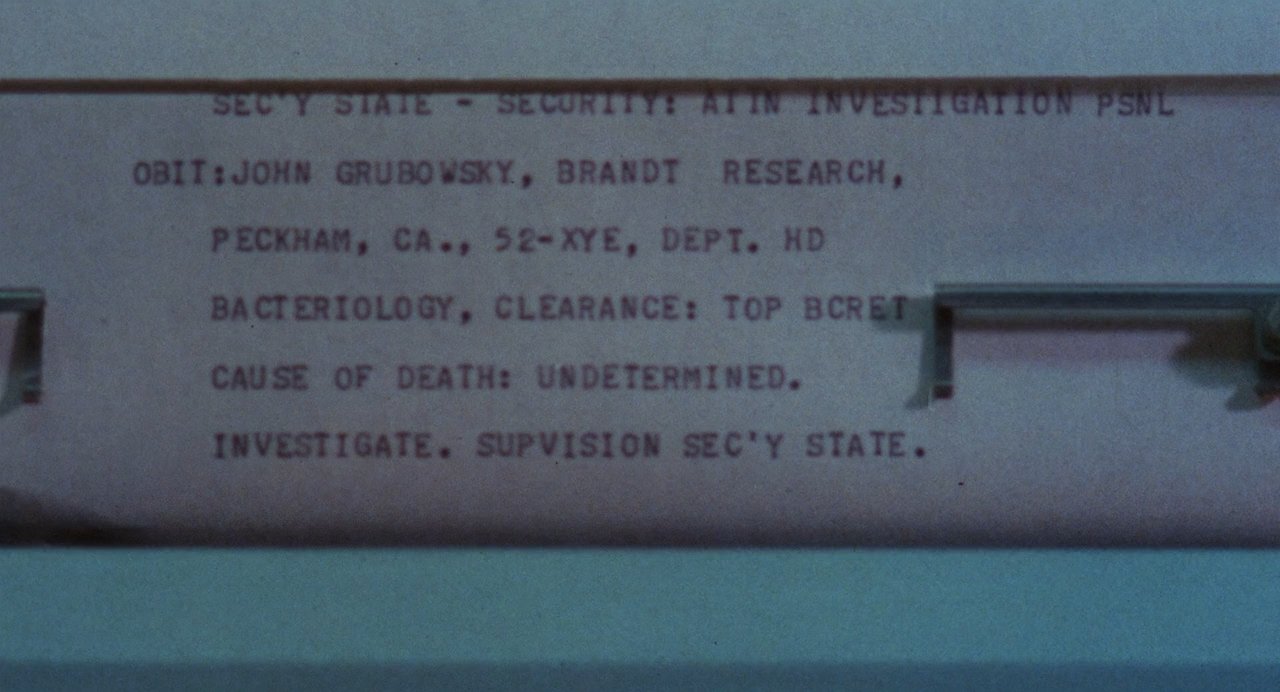 SEC'Y STATE - SECURITY: ATTN INVESTIGATION PSNL
OBIT:JOHN GRUBOWSKY, BRANDT RESEARCH,
PECKHAM, CA., 52-XYE, DEPT. HD
BACTERIOLOGY, CLEARANCE: TOP BCRET
CAUSE OF DEATH: UNDETERMINED.
INVESTIGATE. SUPVISION SEC'Y STATE.